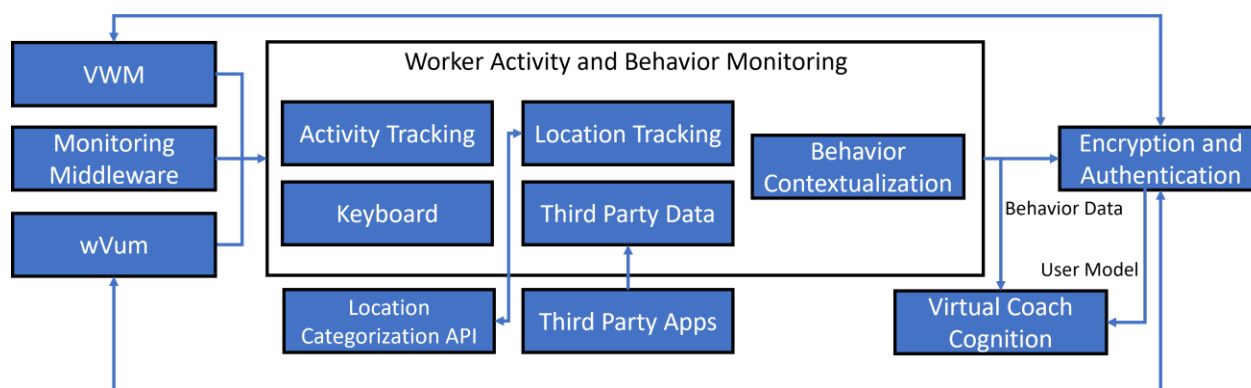 VWM
Monitoring
Middleware
wVum
Worker Activity and Behavior Monitoring
Activity Tracking
Location Tracking
Keyboard
Third Party Data
Behavior
Contextualization
Location
Categorization API
Third Party Apps
Encryption and
Authentication
Behavior Data
User Model
Virtual Coach
Cognition